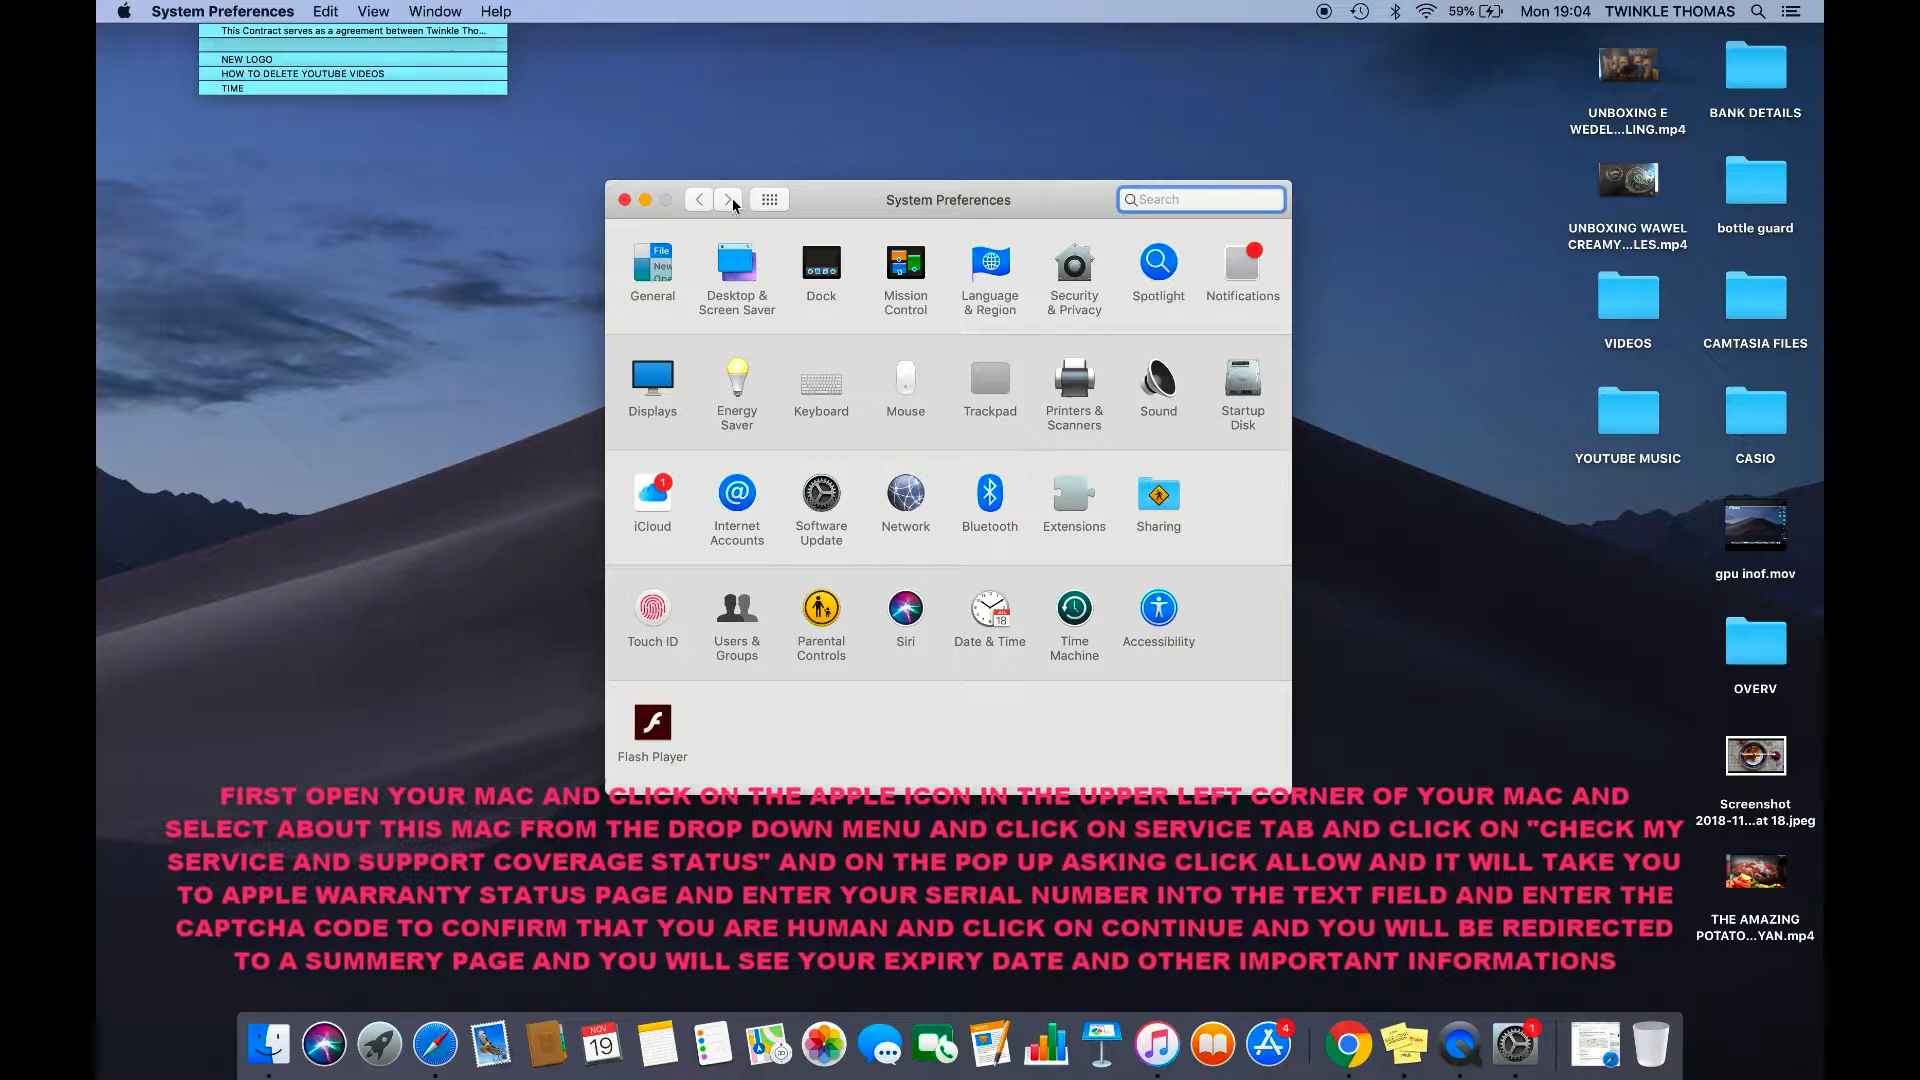 System Preferences Edit View Window Help
59% Mon 19:04 TWINKLE THOMAS
This Contract serves as a agreement between Twinkle Tho...
NEW LOGO
HOW TO DELETE YOUTUBE VIDEOS
TIME
System Preferences
Search
File
New
General
Desktop &
Screen Saver
Dock
Mission
Control
Language
& Region
Security
& Privacy
Spotlight
Notifications
Displays
Energy
Saver
Keyboard
Mouse
Trackpad
Printers &
Scanners
Sound
Startup
Disk
1
iCloud
@
Internet
Accounts
Software
Update
Network
Bluetooth
Extensions
Sharing
Touch ID
Users &
Groups
Parental
Controls
Siri
JUL
18
Date & Time
Time
Machine
Accessibility
Flash Player
UNBOXING E
WEDEL...LING.mp4
BANK DETAILS
UNBOXING WAWEL
CREAMY...LES.mp4
bottle guard
VIDEOS
CAMTASIA FILES
YOUTUBE MUSIC
CASIO
gpu inof.mov
OVERV
Screenshot
2018-11...at 18.jpeg
THE AMAZING
POTATO...YAN.mp4
FIRST OPEN YOUR MAC AND CLICK ON THE APPLE ICON IN THE UPPER LEFT CORNER OF YOUR MAC AND
SELECT ABOUT THIS MAC FROM THE DROP DOWN MENU AND CLICK ON SERVICE TAB AND CLICK ON "CHECK MY
SERVICE AND SUPPORT COVERAGE STATUS" AND ON THE POP UP ASKING CLICK ALLOW AND IT WILL TAKE YOU
TO APPLE WARRANTY STATUS PAGE AND ENTER YOUR SERIAL NUMBER INTO THE TEXT FIELD AND ENTER THE
CAPTCHA CODE TO CONFIRM THAT YOU ARE HUMAN AND CLICK ON CONTINUE AND YOU WILL BE REDIRECTED
TO A SUMMERY PAGE AND YOU WILL SEE YOUR EXPIRY DATE AND OTHER IMPORTANT INFORMATIONS
NOV
19
4
1